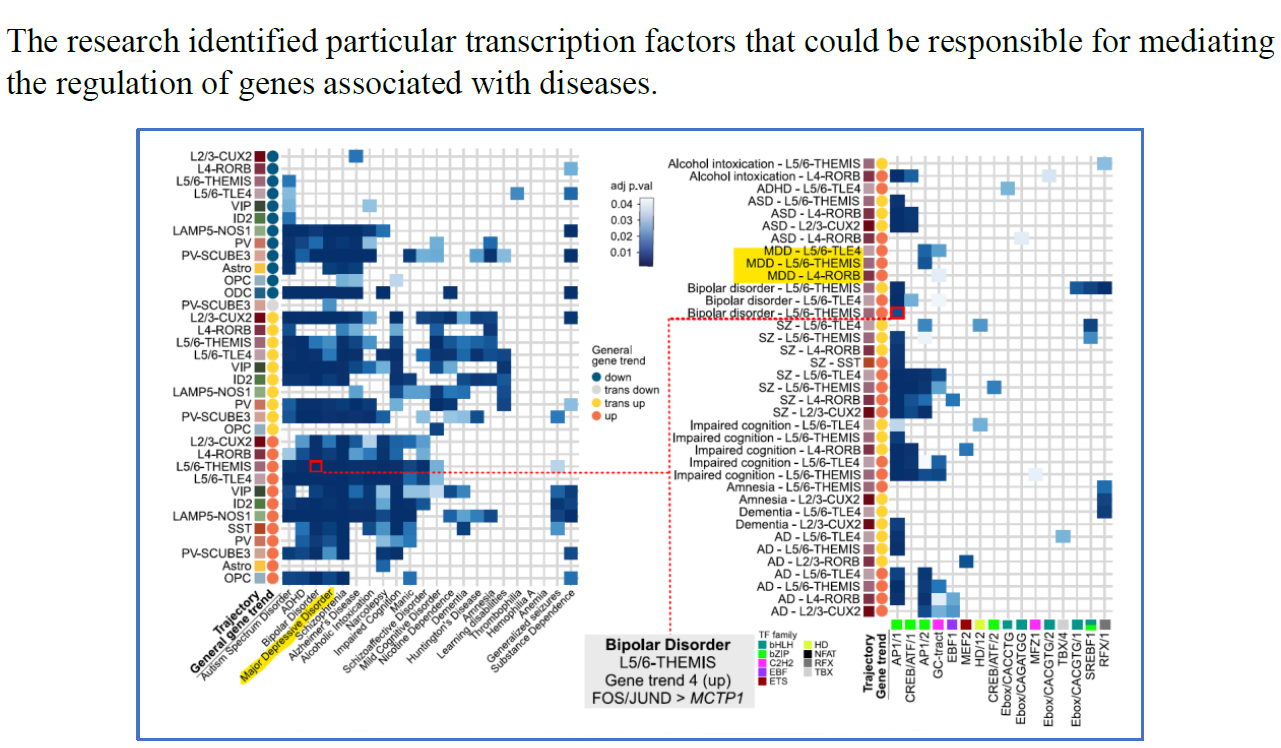 The research identified particular transcription factors that could be responsible for mediating
the regulation of genes associated with diseases.
L2/3-CUX2
L4-RORB
L5/6-THEMIS
L5/6-TLE4
VIP
ID2
LAMP5-NOS1
PV
PV-SCUBE3
Astro
OPC
ODC
PV-SCUBE3
L2/3-CUX2
L4-RORB
L5/6-THEMIS
L5/6-TLE4
VIP
ID2
LAMP5-NOS1
PV
PV-SCUBE3
OPC
L2/3-CUX2
L4-RORB
L5/6-THEMIS
L5/6-TLE4
VIP
ID2
LAMP5-NOS1
SST
PV
PV-SCUBE3
Astro
OPC
Trajectory
General gene trend
Autism Spectrum Disorder
ADHD
Bipolar Disorder
Major Depressive Disorder
Schizophrenia
Alzheimer's Disease
Alcoholic Intoxication
Narcolepsy
Impaired Cognition
Manic
Schizoaffective Disorder
Mild Cognitive Disorder
Nicotine Dependence
Dementia
Huntington's Disease
Amnesia
Learning diseases
Thrombophilia
Hemophilia A
Anemia
Generalized seizures
Substance Dependence
adj p.val
0.04
0.03
0.02
0.01
General
gene trend
down
trans down
trans up
up
Alcohol intoxication - L5/6-THEMIS
Alcohol intoxication - L4-RORB
ADHD - L5/6-TLE4
ASD - L5/6-THEMIS
ASD - L4-RORB
ASD - L2/3-CUX2
ASD - L4-RORB
MDD - L5/6-TLE4
MDD - L5/6-THEMIS
MDD - L4-RORB
Bipolar disorder - L5/6-THEMIS
Bipolar disorder - L5/6-TLE4
Bipolar disorder - L5/6-THEMIS
SZ - L5/6-TLE4
SZ - L5/6-THEMIS
SZ - L4-RORB
SZ - SST
SZ - L5/6-TLE4
SZ - L5/6-THEMIS
SZ - L4-RORB
SZ - L2/3-CUX2
Impaired cognition - L5/6-TLE4
Impaired cognition - L5/6-THEMIS
Impaired cognition - L4-RORB
Impaired cognition - L5/6-TLE4
Impaired cognition - L5/6-THEMIS
Amnesia - L5/6-THEMIS
Amnesia - L2/3-CUX2
Dementia - L5/6-TLE4
Dementia - L2/3-CUX2
AD - L5/6-TLE4
AD - L5/6-THEMIS
AD - L2/3-RORB
AD - L5/6-TLE4
AD - L5/6-THEMIS
AD - L4-RORB
AD - L2/3-CUX2
Trajectory
Gene trend
AP1/1
CREB/ATF/1
AP1/2
GC-tract
EBF1
MEF2
HD/12
CREB/ATF/2
Ebox/CACCTG
Ebox/CAGATGG
MFZ1
Ebox/CACGTG/2
TBX/4
Ebox/CACGTG/1
SREBF1
RFX/1
Bipolar Disorder
L5/6-THEMIS
Gene trend 4 (up)
FOS/JUND > MCTP1
TF family
bHLH
bZIP
C2H2
EBF
ETS
HD
NFAT
RFX
TBX